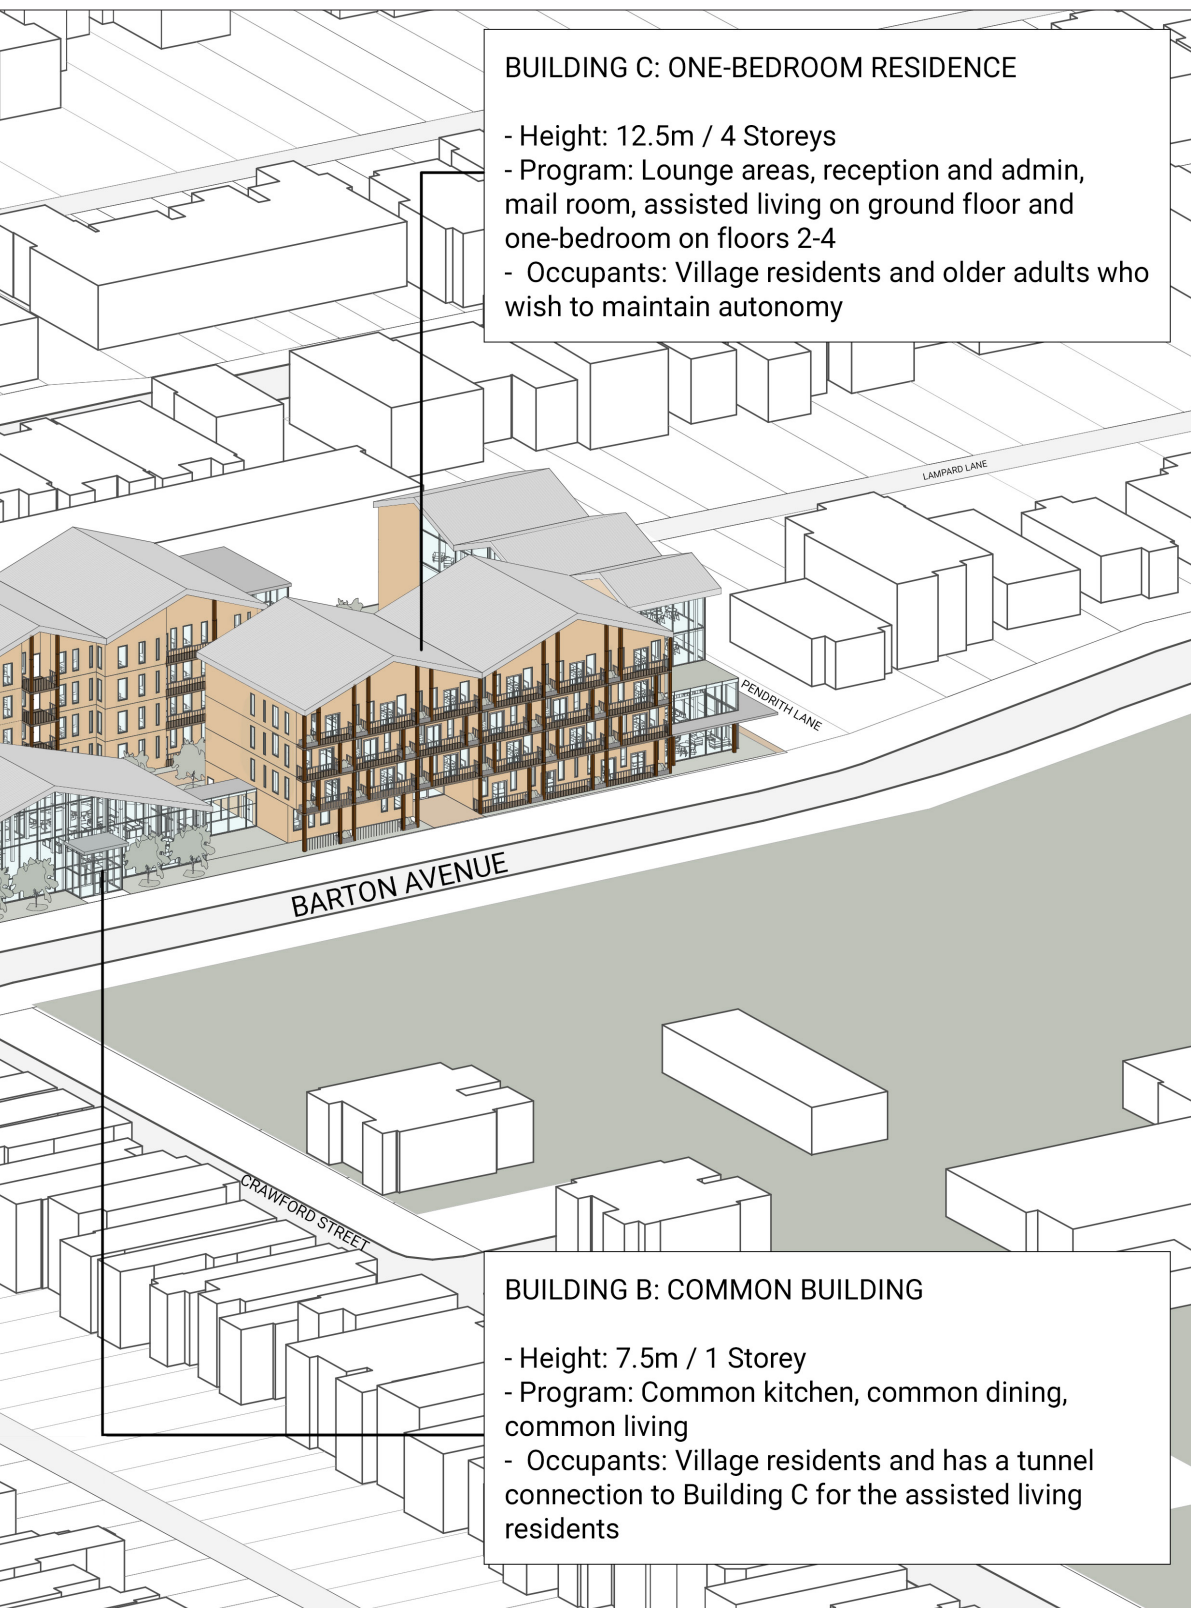 BUILDING C: ONE-BEDROOM RESIDENCE
- Height: 12.5m / 4 Storeys
- Program: Lounge areas, reception and admin,
mail room, assisted living on ground floor and
one-bedroom on floors 2-4
-  Occupants: Village residents and older adults who
wish to maintain autonomy
LAMPARD LANE
PENDRITH LANE
BARTON AVENUE
CRAWFORD STREET
BUILDING B: COMMON BUILDING
- Height: 7.5m / 1 Storey
- Program: Common kitchen, common dining,
common living
-  Occupants: Village residents and has a tunnel
connection to Building C for the assisted living
residents